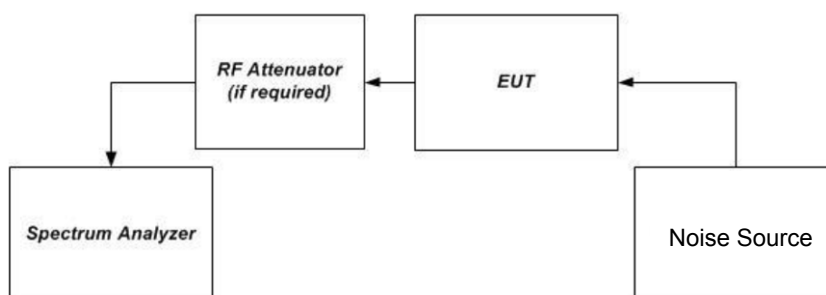 RF Attenuator
(if required)
EUT
Spectrum Analyzer
Noise Source